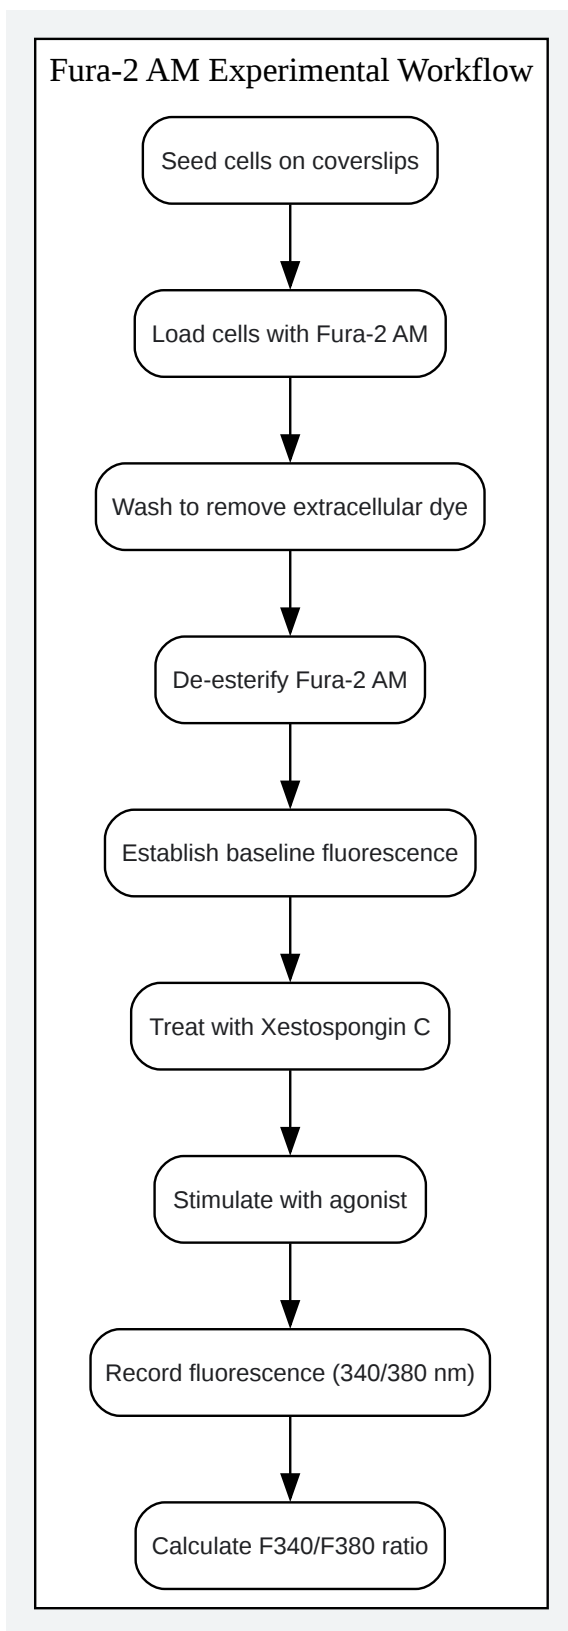 Fura-2 AM Experimental Workflow
Seed cells on coverslips
Load cells with Fura-2 AM
Wash to remove extracellular dye
De-esterify Fura-2 AM
Establish baseline fluorescence
Treat with Xestospongin C
Stimulate with agonist
Record fluorescence (340/380 nm)
Calculate F340/F380 ratio